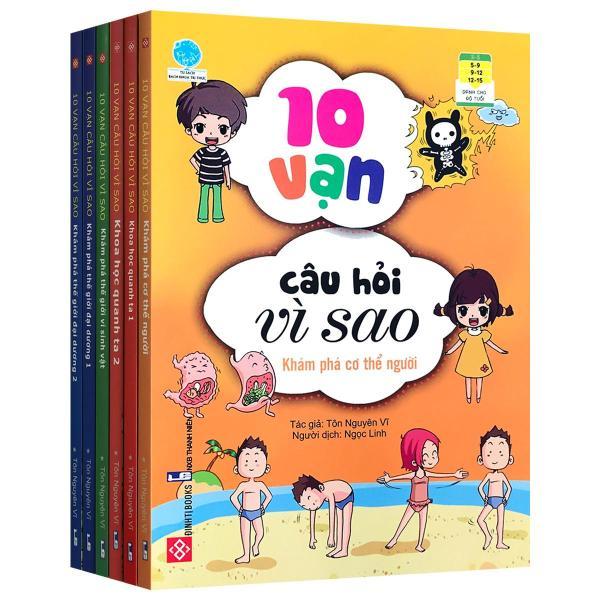 TỦ SÁCH
BÁCH KHOA TRI THỨC
5-9
9-12
12-15
DÀNH CHO
ĐỘ TUỔI
10
vạn
câu hỏi
vì sao
Khám phá cơ thể người
Tác giả: Tôn Nguyên Vĩ
Người dịch: Ngọc Linh
ĐINHTỊ BOOKS
NXB THANH NIÊN
10 VẠN CÂU HỎI VÌ SAO Khám phá thế giới đại dương 2 Tôn Nguyên Vĩ
10 VẠN CÂU HỎI VÌ SAO Khám phá thế giới đại dương 1 Tôn Nguyên Vĩ
10 VẠN CÂU HỎI VÌ SAO Khám phá thế giới vi sinh vật Tôn Nguyên Vĩ
10 VẠN CÂU HỎI VÌ SAO Khoa học quanh ta 2 Tôn Nguyên Vĩ
10 VẠN CÂU HỎI VÌ SAO Khoa học quanh ta 1 Tôn Nguyên Vĩ
10 VẠN CÂU HỎI VÌ SAO Khám phá cơ thể người Tôn Nguyên Vĩ